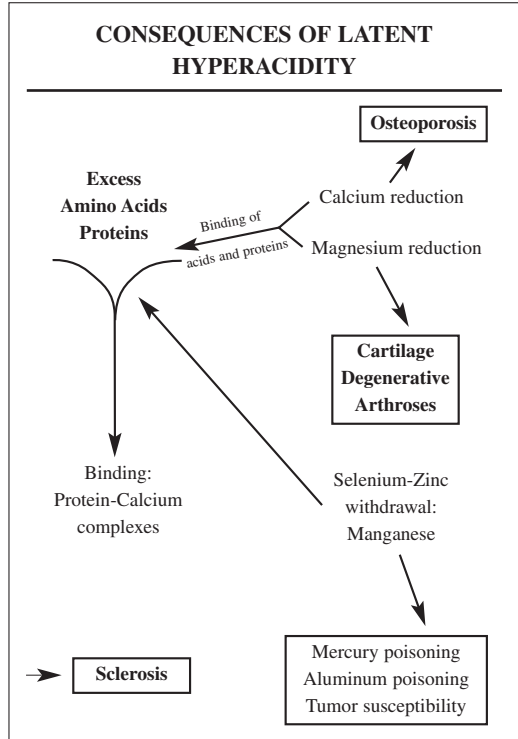 CONSEQUENCES OF LATENT
HYPERACIDITY
Osteoporosis
Excess
Amino Acids
Proteins
Binding of
acids and proteins
Calcium reduction
Magnesium reduction
Cartilage
Degenerative
Arthroses
Binding:
Protein-Calcium
complexes
Selenium-Zinc
withdrawal:
Manganese
Sclerosis
Mercury poisoning
Aluminum poisoning
Tumor susceptibility